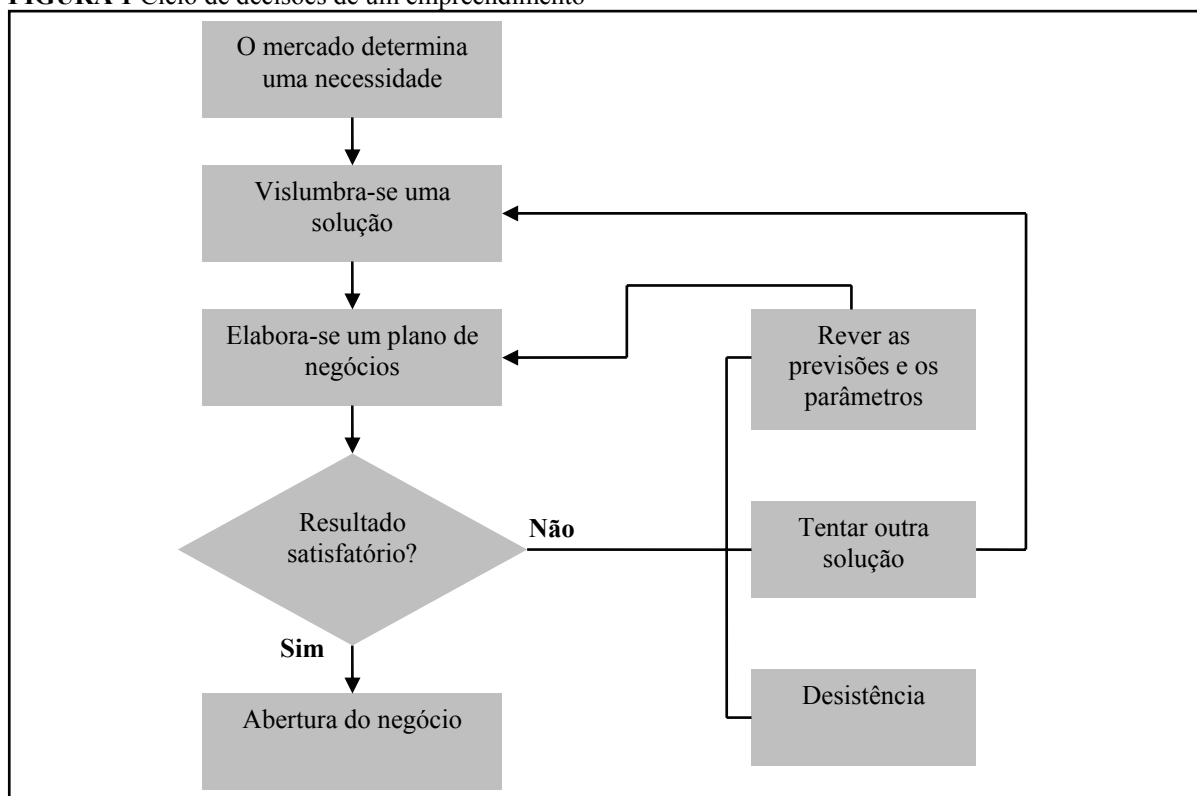 FIGURA 1 Ciclo de decisões de um empreendimento
O mercado determina
uma necessidade
Vislumbra-se uma
solução
Elabora-se um plano de
negócios
Rever as
previsões e os
parâmetros
Resultado
satisfatório?
Não
Tentar outra
solução
Sim
Desistência
Abertura do negócio